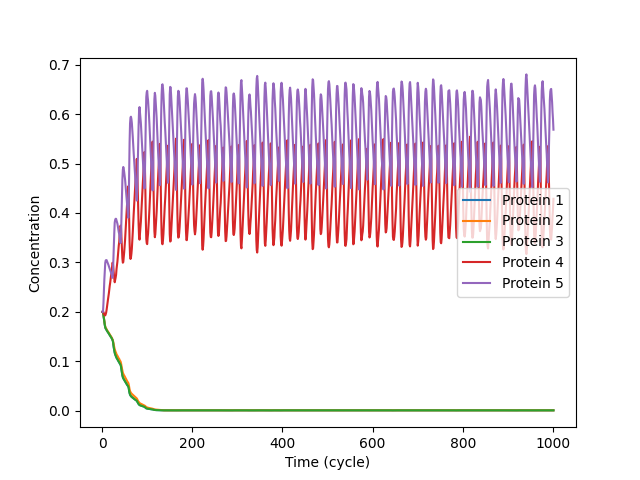 0.7
0.6
0.5
0.4
0.3
0.2
0.1
0.0
Concentration
Protein 1
Protein 2
Protein 3
Protein 4
Protein 5
0 200 400 600 800 1000
Time (cycle)